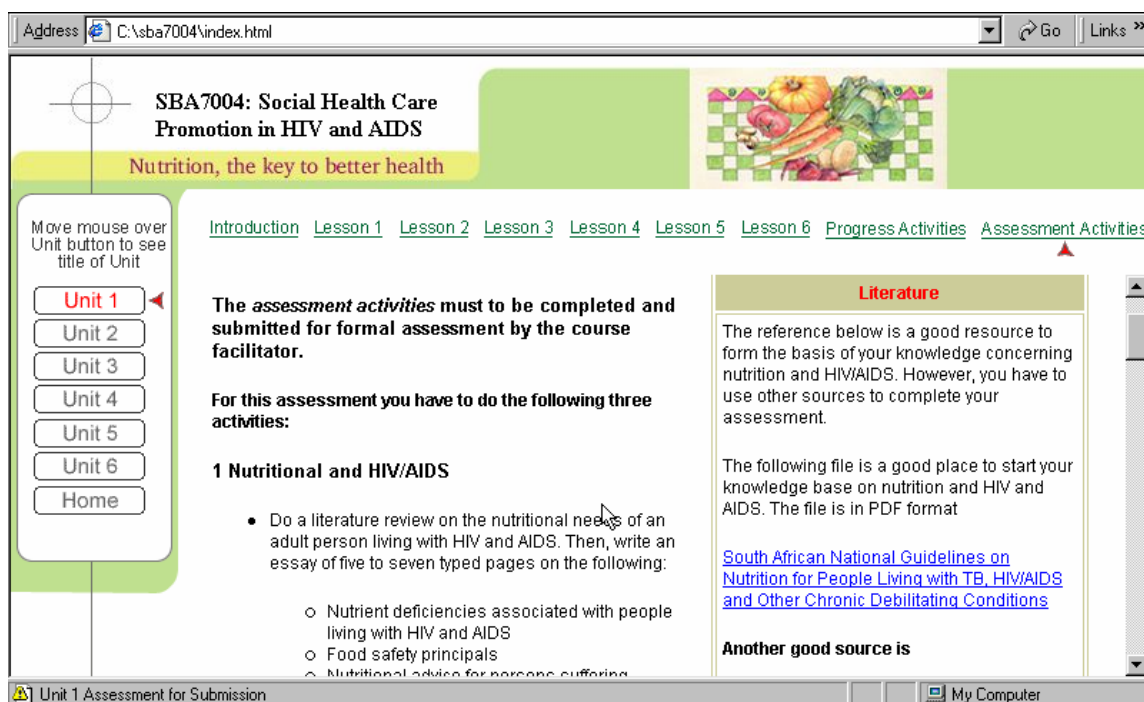 Address C:\sba7004\index.html Go Links »
SBA7004: Social Health Care
Promotion in HIV and AIDS
Nutrition, the key to better health
Move mouse over
Unit button to see
title of Unit
Unit 1
Unit 2
Unit 3
Unit 4
Unit 5
Unit 6
Home
Introduction Lesson 1 Lesson 2 Lesson 3 Lesson 4 Lesson 5 Lesson 6 Progress Activities Assessment Activities
The assessment activities must to be completed and
submitted for formal assessment by the course
facilitator.
For this assessment you have to do the following three
activities:
1 Nutritional and HIV/AIDS
• Do a literature review on the nutritional needs of an
adult person living with HIV and AIDS. Then, write an
essay of five to seven typed pages on the following:
o Nutrient deficiencies associated with people
living with HIV and AIDS
o Food safety principals
o Nutritional advice for persons suffering
Literature
The reference below is a good resource to
form the basis of your knowledge concerning
nutrition and HIV/AIDS. However, you have to
use other sources to complete your
assessment.
The following file is a good place to start your
knowledge base on nutrition and HIV and
AIDS. The file is in PDF format
South African National Guidelines on
Nutrition for People Living with TB, HIV/AIDS
and Other Chronic Debilitating Conditions
Another good source is
Unit 1 Assessment for Submission
My Computer